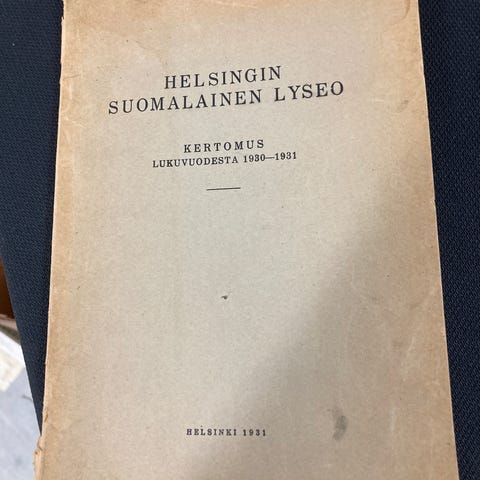 HELSINGIN
SUOMALAINEN LYSEO
KERTOMUS
LUKUVUODESTA 1930—1931
HELSINKI 1931